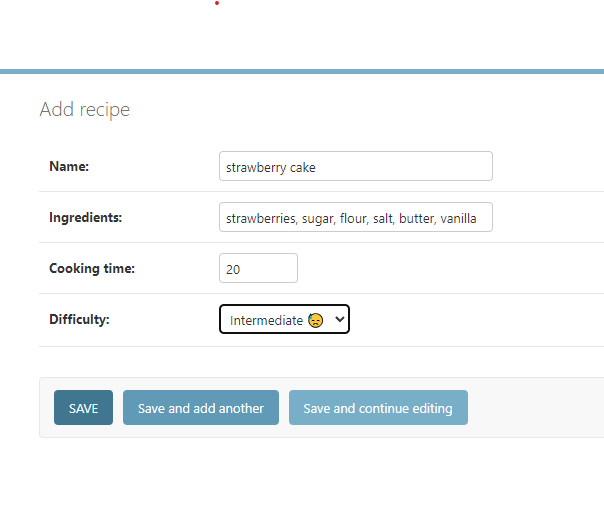 Add recipe
Name: strawberry cake
Ingredients: strawberries, sugar, flour, salt, butter, vanilla
Cooking time: 20
Difficulty: Intermediate 😓
SAVE Save and add another Save and continue editing